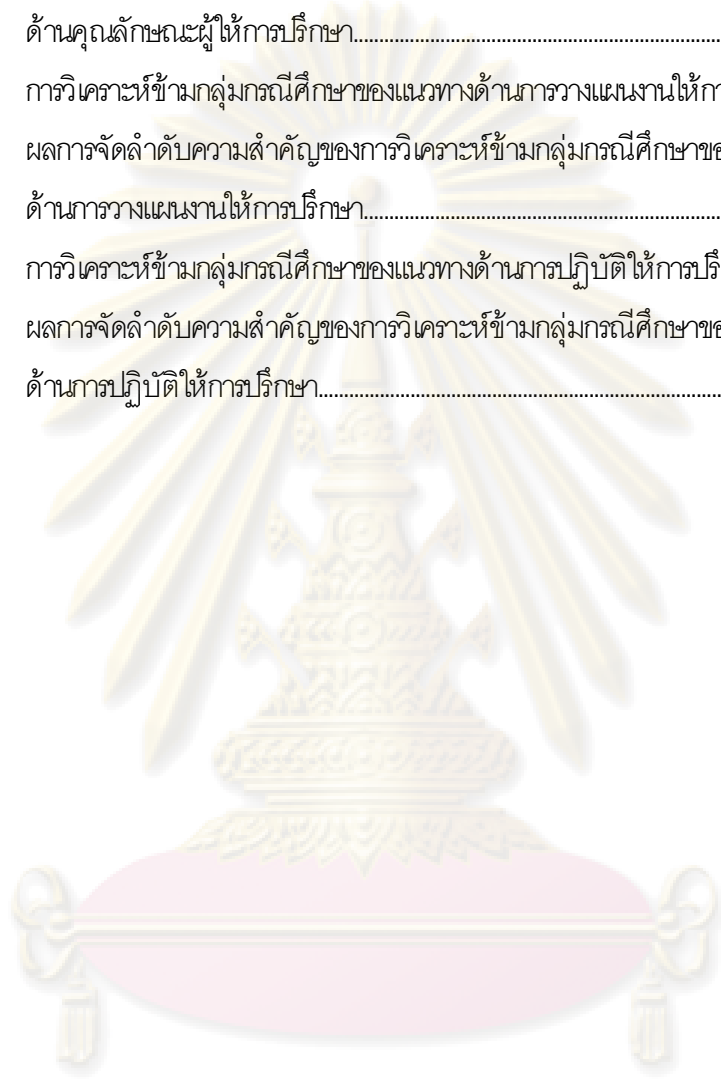 ด้านคุณลักษณะผู้ให้การปรึกษา..........................................................................................
การวิเคราะห์ข้ามกลุ่มกรณีศึกษาของแนวทางด้านการวางแผนงานให้กา
ผลการจัดลำดับความสำคัญของการวิเคราะห์ข้ามกลุ่มกรณีศึกษาขอ
ด้านการวางแผนงานให้การปรึกษา.......................................................................................
การวิเคราะห์ข้ามกลุ่มกรณีศึกษาของแนวทางด้านการปฏิบัติให้การปรึ
ผลการจัดลำดับความสำคัญของการวิเคราะห์ข้ามกลุ่มกรณีศึกษาขอ
ด้านการปฏิบัติให้การปรึกษา..................................................................................................